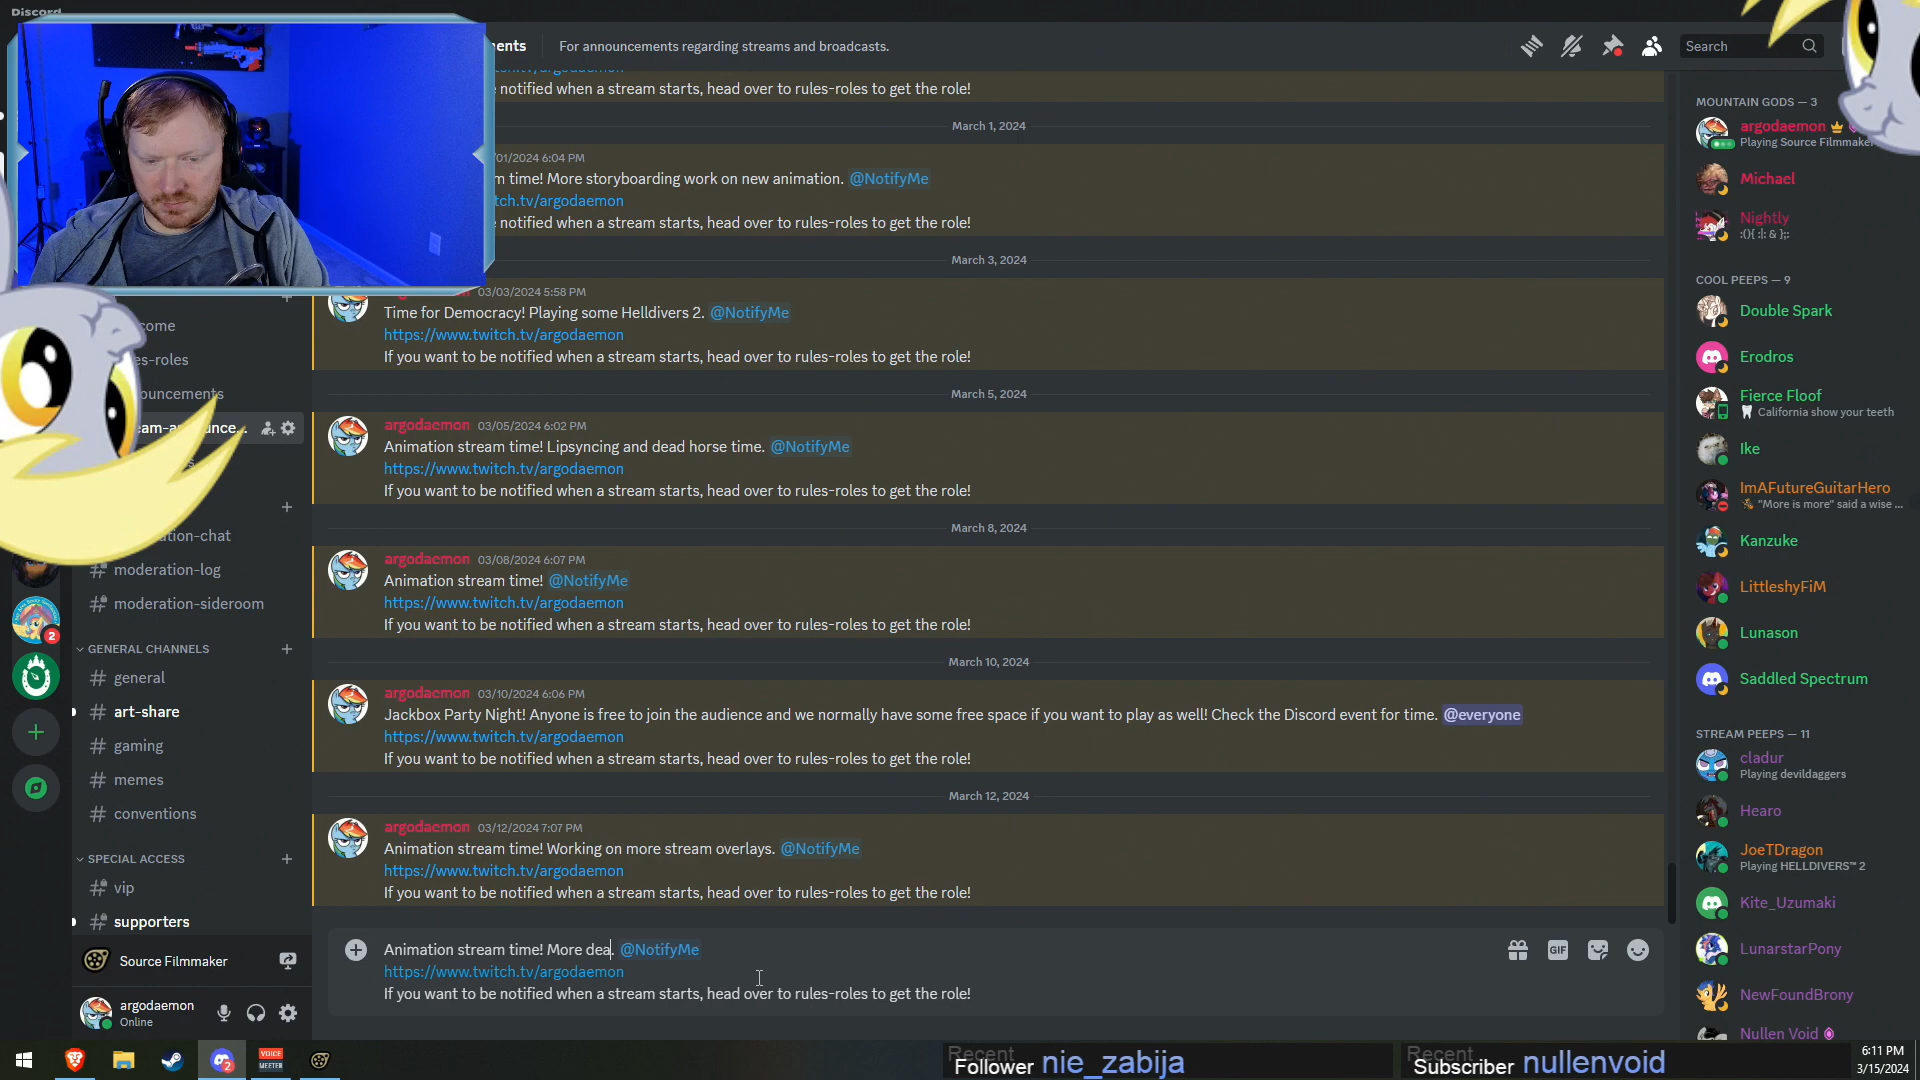 Discord
ents
For announcements regarding streams and broadcasts.
Search
notified when a stream starts, head over to rules-roles to get the role!
March 1, 2024
01/2024 6:04 PM
m time! More storyboarding work on new animation. @NotifyMe
tch.tv/argodaemon
notified when a stream starts, head over to rules-roles to get the role!
March 3, 2024
03/03/2024 5:58 PM
Time for Democracy! Playing some Helldivers 2. @NotifyMe
https://www.twitch.tv/argodaemon
If you want to be notified when a stream starts, head over to rules-roles to get the role!
March 5, 2024
argodaemon 03/05/2024 6:02 PM
Animation stream time! Lipsyncing and dead horse time. @NotifyMe
https://www.twitch.tv/argodaemon
If you want to be notified when a stream starts, head over to rules-roles to get the role!
March 8, 2024
argodaemon 03/08/2024 6:07 PM
Animation stream time! @NotifyMe
https://www.twitch.tv/argodaemon
If you want to be notified when a stream starts, head over to rules-roles to get the role!
March 10, 2024
argodaemon 03/10/2024 6:06 PM
Jackbox Party Night! Anyone is free to join the audience and we normally have some free space if you want to play as well! Check the Discord event for time. @everyone
https://www.twitch.tv/argodaemon
If you want to be notified when a stream starts, head over to rules-roles to get the role!
March 12, 2024
argodaemon 03/12/2024 7:07 PM
Animation stream time! Working on more stream overlays. @NotifyMe
https://www.twitch.tv/argodaemon
If you want to be notified when a stream starts, head over to rules-roles to get the role!
Animation stream time! More dea. @NotifyMe
https://www.twitch.tv/argodaemon
If you want to be notified when a stream starts, head over to rules-roles to get the role!
GIF
come
es-roles
ouncements
eam-announce...
ation-chat
moderation-log
moderation-sideroom
GENERAL CHANNELS
general
art-share
gaming
memes
conventions
SPECIAL ACCESS
vip
supporters
2
Source Filmmaker
argodaemon
Online
MOUNTAIN GODS — 3
argodaemon
Playing Source Filmmaker
Michael
Nightly
:(){ :|: & };:
COOL PEEPS — 9
Double Spark
Erodros
Fierce Floof
California show your teeth
Ike
ImAFutureGuitarHero
"More is more" said a wise ...
Kanzuke
LittleshyFiM
Lunason
Saddled Spectrum
STREAM PEEPS — 11
cladur
Playing devildaggers
Hearo
JoeTDragon
Playing HELLDIVERS™ 2
Kite_Uzumaki
LunarstarPony
NewFoundBrony
Nullen Void
2
VOICE
MEETER
Recent
Follower nie_zabija
Recent
Subscriber nullenvoid
6:11 PM
3/15/2024